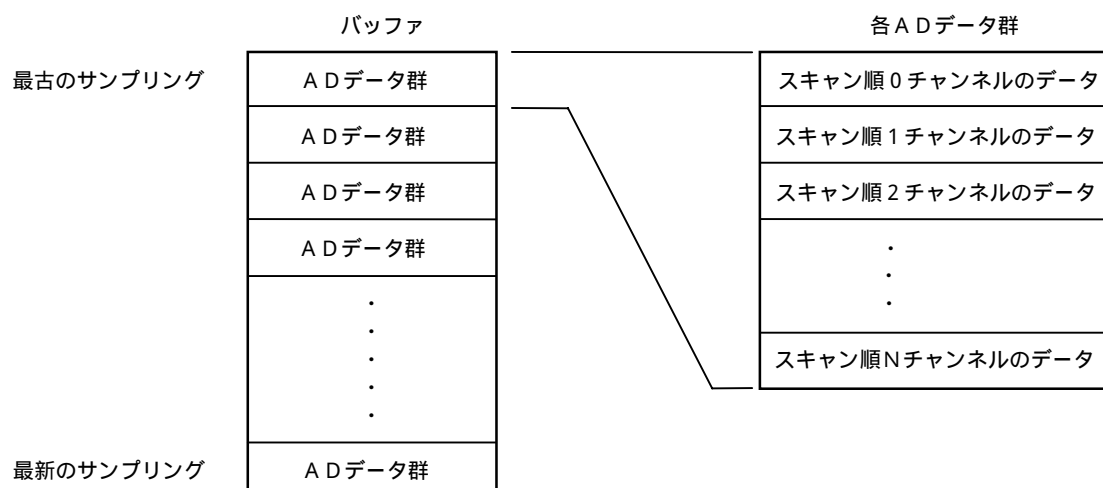 バッファ
各ADデータ群
最古のサンプリング
ADデータ群
スキャン順0チャンネルのデータ
ADデータ群
スキャン順1チャンネルのデータ
ADデータ群
スキャン順2チャンネルのデータ
ADデータ群
・
・
・
・
・
・
・
・
スキャン順Nチャンネルのデータ
最新のサンプリング
ADデータ群